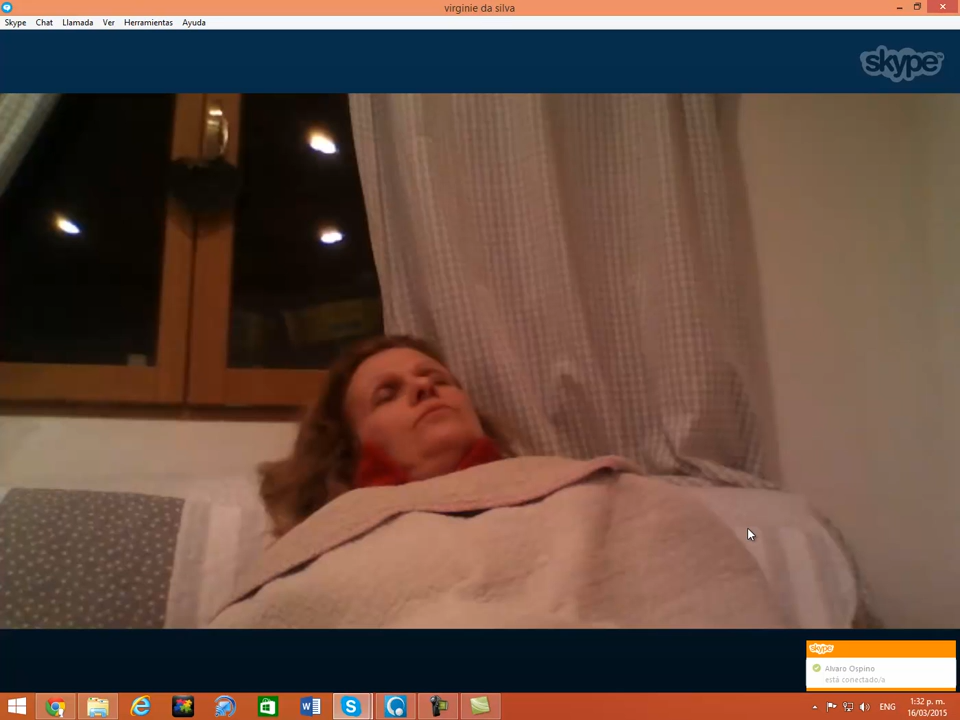 virginie da silva
Skype Chat Llamada Ver Herramientas Ayuda
skype
skype
Alvaro Ospino
está conectado/a
ENG
1:32 p. m.
16/03/2015